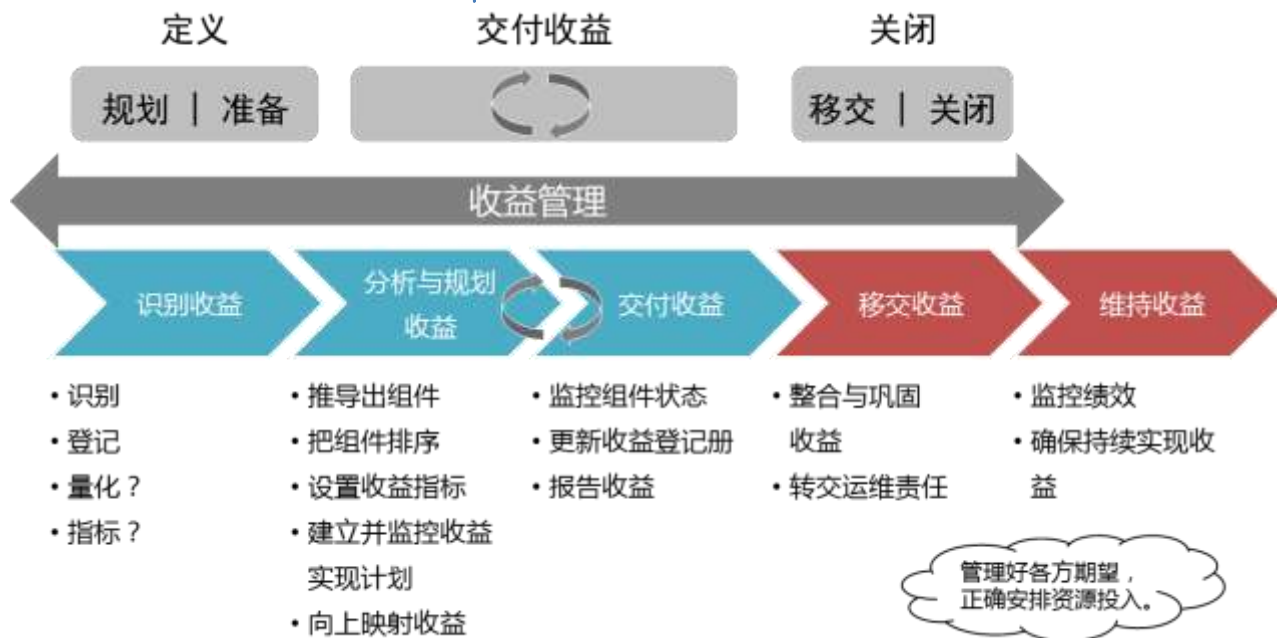 定义
交付收益
关闭
规划 | 准备
移交 | 关闭
收益管理
识别收益
分析与规划
收益
交付收益
移交收益
维持收益
• 识别
• 登记
• 量化？
• 指标？
• 推导出组件
• 把组件排序
• 设置收益指标
• 建立并监控收益
实现计划
• 向上映射收益
• 监控组件状态
• 更新收益登记册
• 报告收益
• 整合与巩固
收益
• 转交运维责任
• 监控绩效
• 确保持续实现收
益
管理好各方期望，
正确安排资源投入。